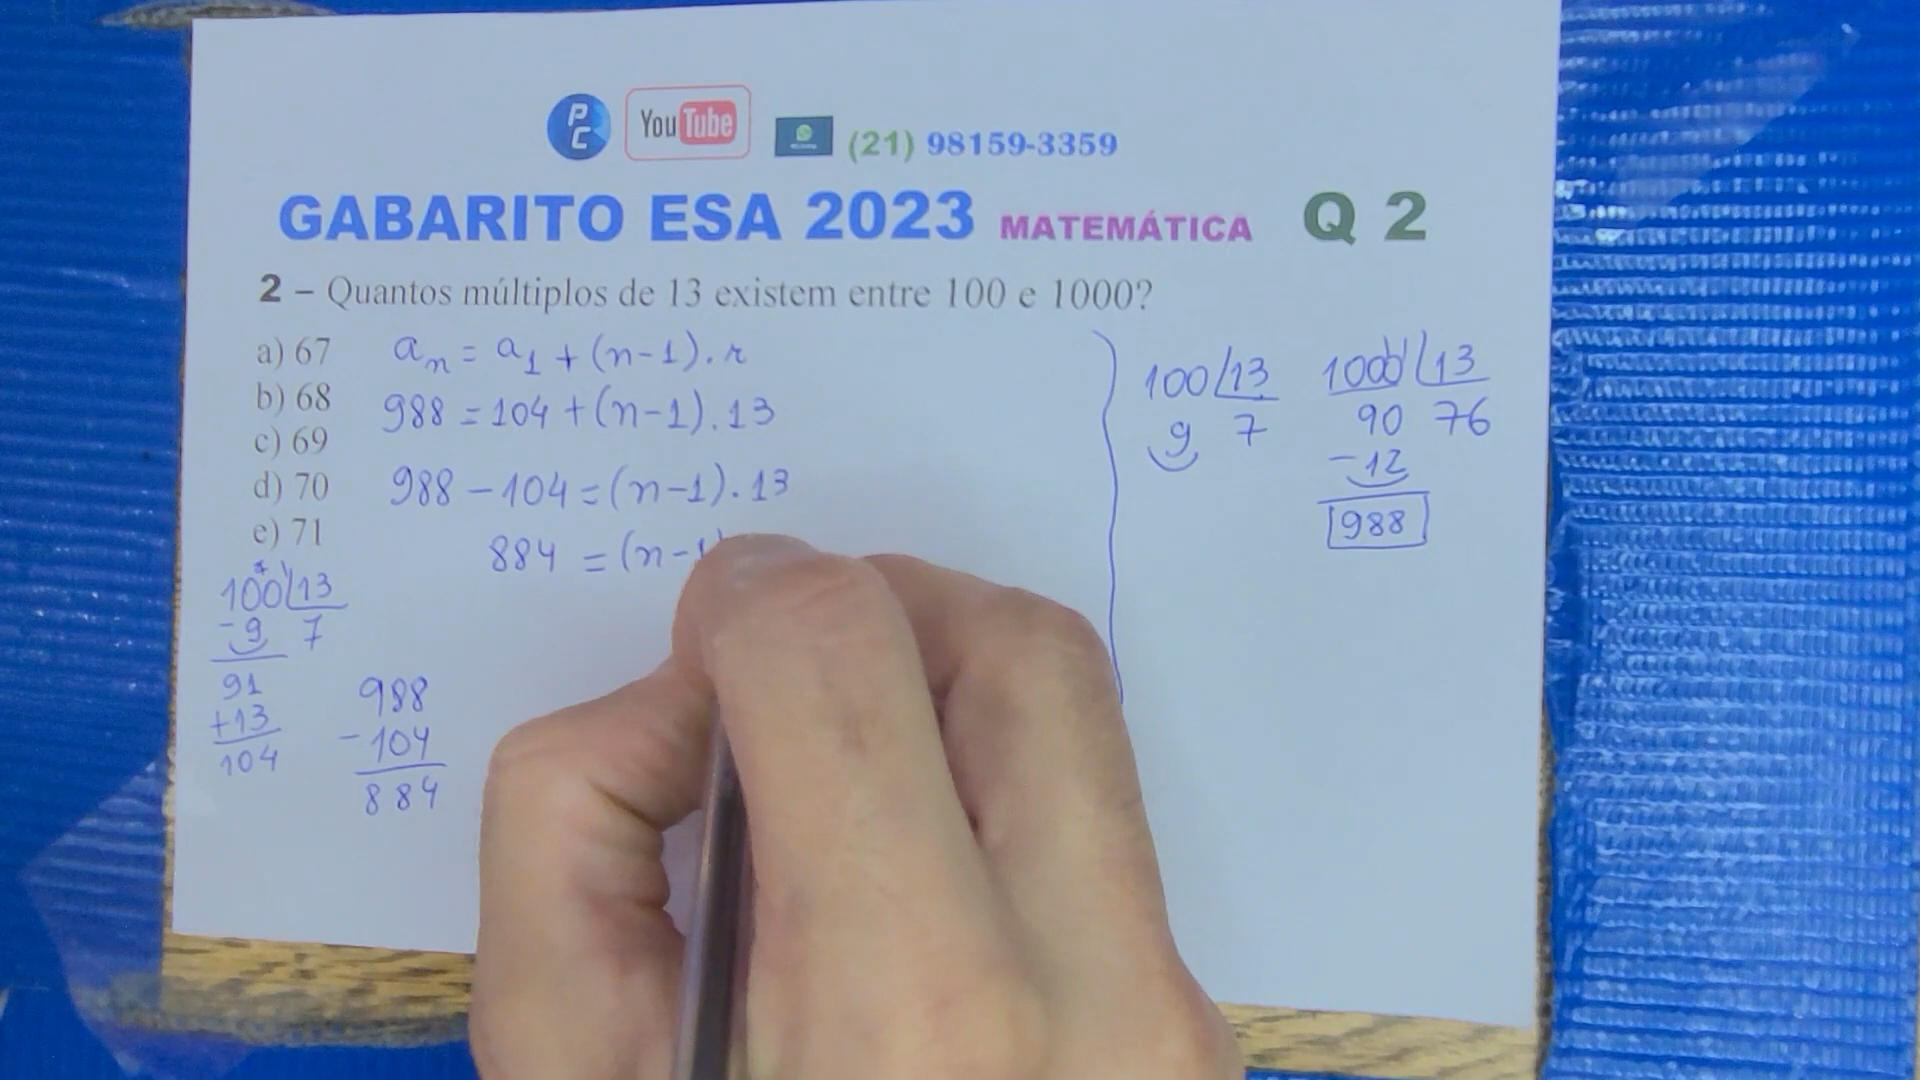 PC YouTube (21) 98159-3359
GABARITO ESA 2023 MATEMÁTICA Q 2
2 – Quantos múltiplos de 13 existem entre 100 e 1000?
a) 67
b) 68
c) 69
d) 70
e) 71
an = a1 + (n-1).r
988 = 104 + (n-1).13
988 - 104 = (n-1).13
884 = (n-1)
100 13
- 9 7
91
+13
104
988
- 104
884
100 13
9 7
1000 13
90 76
- 12
988